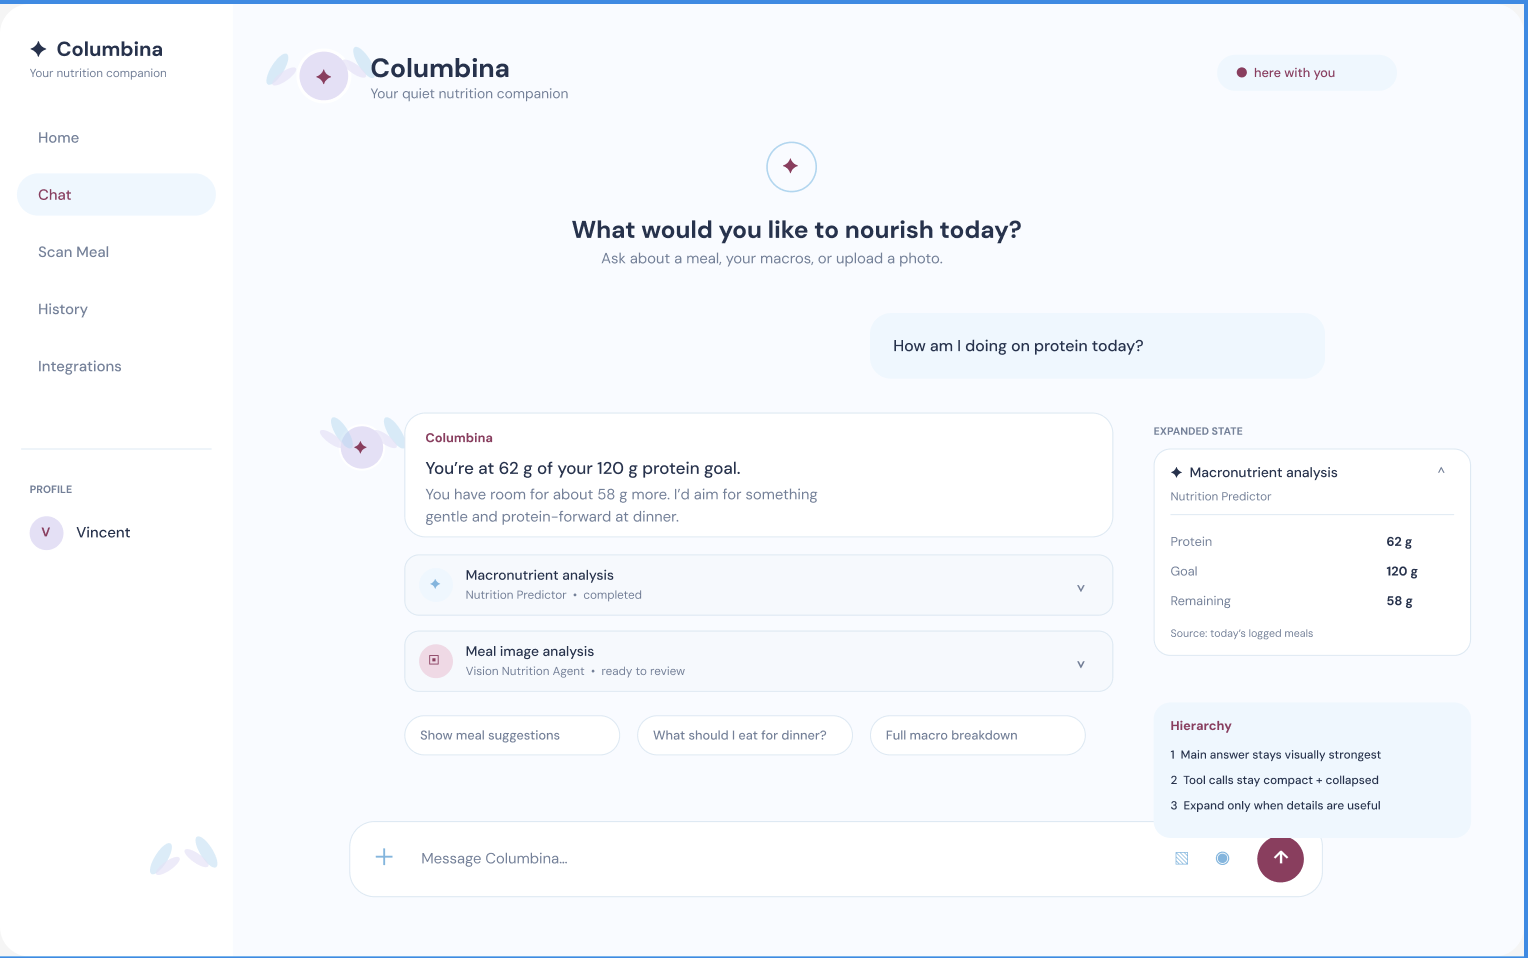 Columbina
Your nutrition companion
Home
Chat
Scan Meal
History
Integrations
PROFILE
V
Vincent
Columbina
Your quiet nutrition companion
here with you
What would you like to nourish today?
Ask about a meal, your macros, or upload a photo.
How am I doing on protein today?
Columbina
You’re at 62 g of your 120 g protein goal.
You have room for about 58 g more. I’d aim for something
gentle and protein-forward at dinner.
Macronutrient analysis
Nutrition Predictor • completed
v
Meal image analysis
Vision Nutrition Agent • ready to review
v
Show meal suggestions
What should I eat for dinner?
Full macro breakdown
EXPANDED STATE
Macronutrient analysis
^
Nutrition Predictor
Protein 62 g
Goal 120 g
Remaining 58 g
Source: today’s logged meals
Hierarchy
1 Main answer stays visually strongest
2 Tool calls stay compact + collapsed
3 Expand only when details are useful
Message Columbina…